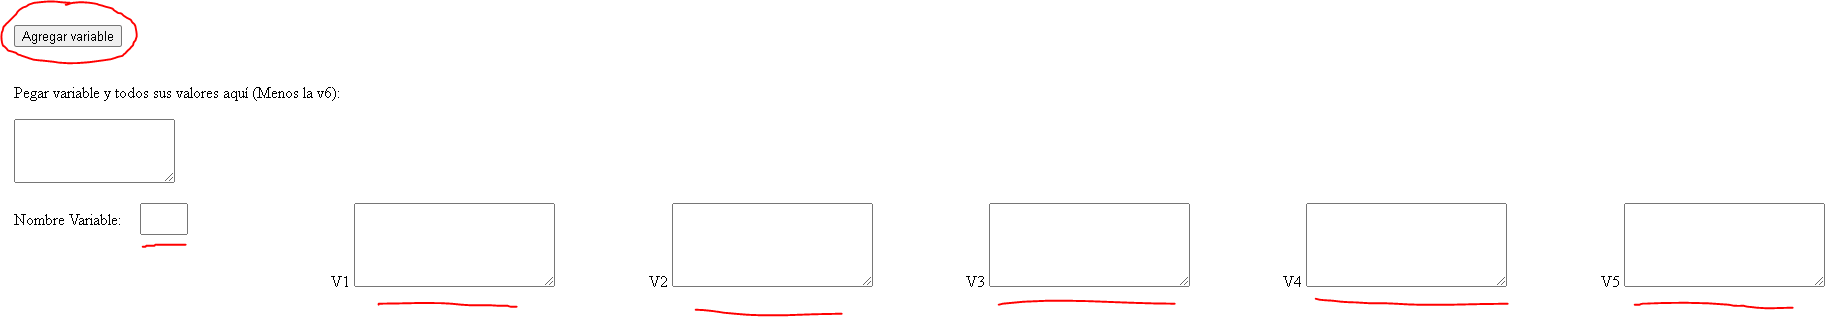 Agregar variable
Pegar variable y todos sus valores aquí (Menos la v6):
Nombre Variable:
V1 V2 V3 V4 V5